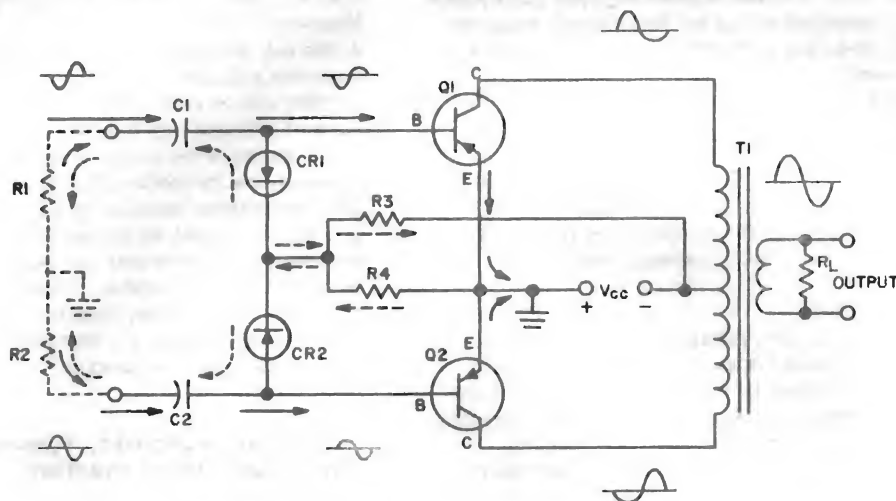 C
Q1
C1
B
CR1
T1
E
R1
R3
R4
RL
OUTPUT
VCC
+
-
R2
CR2
E
Q2
B
C2
C